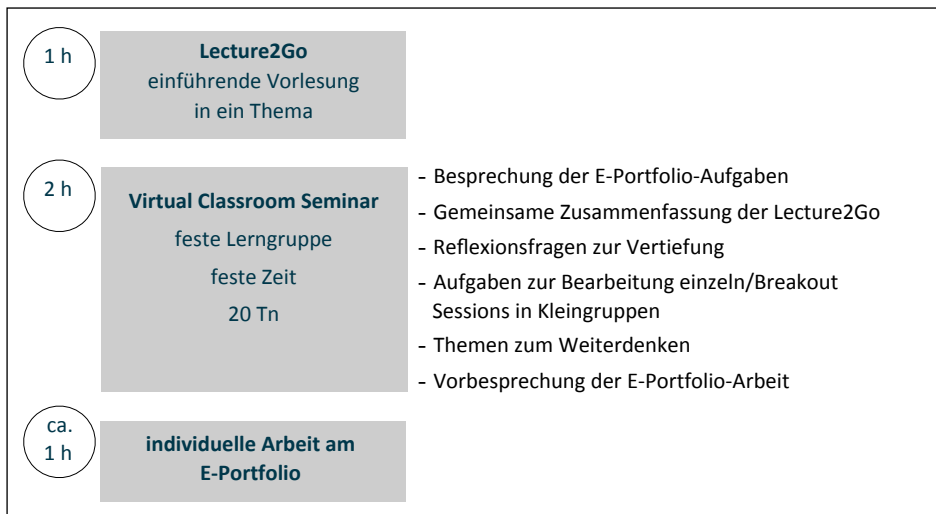 1 h
Lecture2Go
einführende Vorlesung
in ein Thema
2 h
Virtual Classroom Seminar
feste Lerngruppe
feste Zeit
20 Tn
- Besprechung der E-Portfolio-Aufgaben
- Gemeinsame Zusammenfassung der Lecture2Go
- Reflexionsfragen zur Vertiefung
- Aufgaben zur Bearbeitung einzeln/Breakout
Sessions in Kleingruppen
- Themen zum Weiterdenken
- Vorbesprechung der E-Portfolio-Arbeit
ca.
1 h
individuelle Arbeit am
E-Portfolio